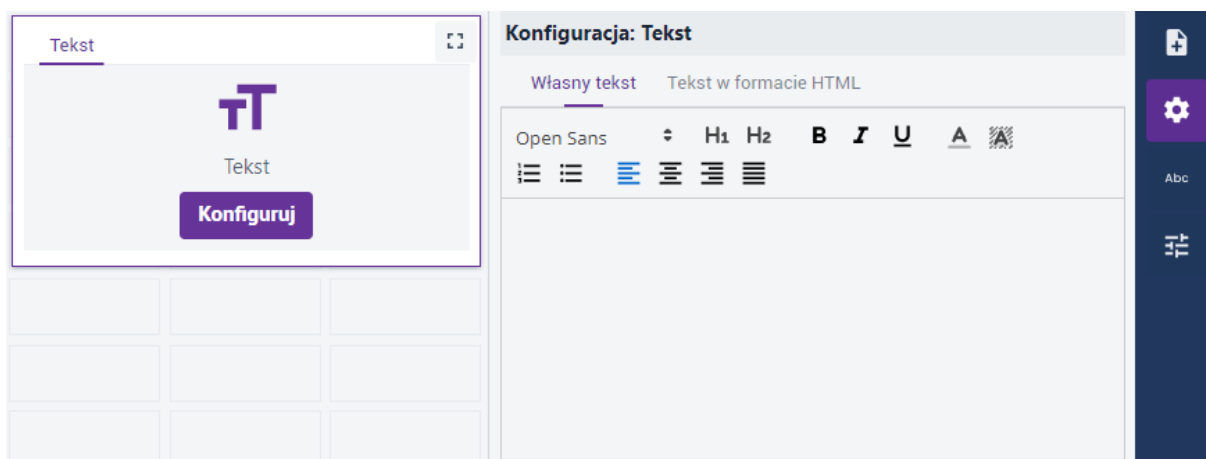 Tekst
Tekst
Konfiguruj
Konfiguracja: Tekst
Własny tekst
Tekst w formacie HTML
Open Sans H1 H2 B I U A A
Abc